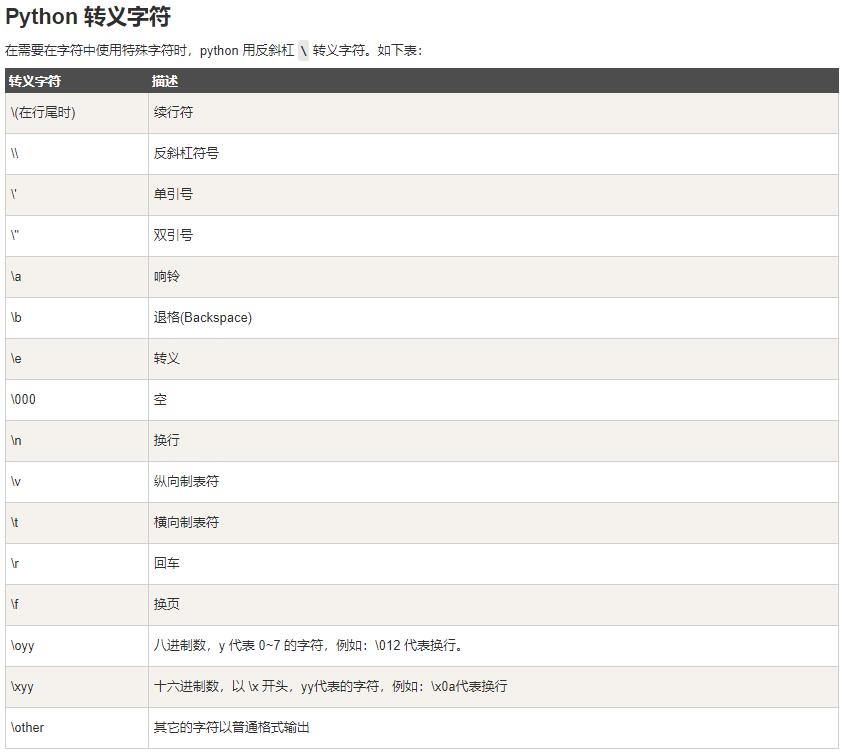 Python 转义字符
在需要在字符中使用特殊字符时，python 用反斜杠 \ 转义字符。如下表：
转义字符 描述
\(在行尾时) 续行符
\\ 反斜杠符号
\' 单引号
\" 双引号
\a 响铃
\b 退格(Backspace)
\e 转义
\000 空
\n 换行
\v 纵向制表符
\t 横向制表符
\r 回车
\f 换页
\oyy 八进制数，y 代表 0~7 的字符，例如：\012 代表换行。
\xyy 十六进制数，以 \x 开头，yy代表的字符，例如：\x0a代表换行
\other 其它的字符以普通格式输出